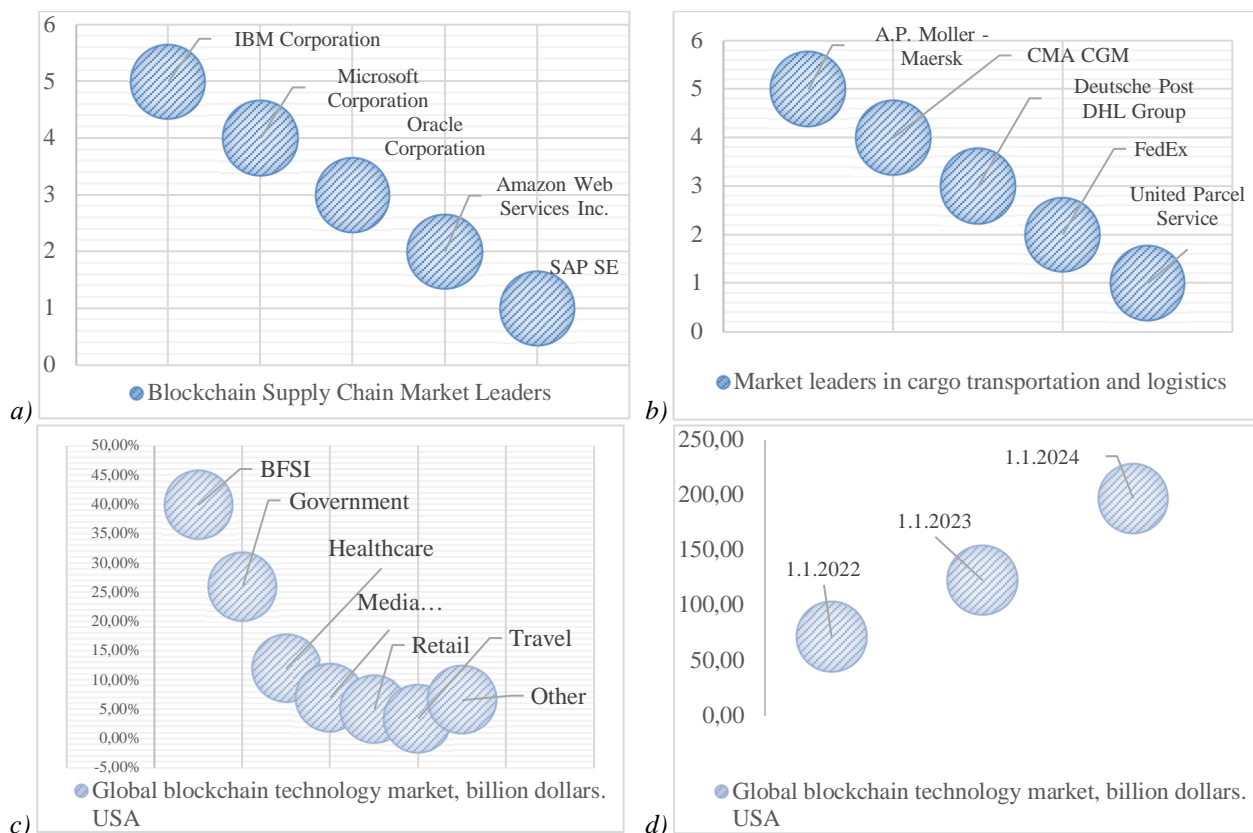 6
5
4
3
2
1
0
IBM Corporation
Microsoft
Corporation
Oracle
Corporation
Amazon Web
Services Inc.
SAP SE
Blockchain Supply Chain Market Leaders
a)
6
5
4
3
2
1
0
A.P. Moller -
Maersk
CMA CGM
Deutsche Post
DHL Group
FedEx
United Parcel
Service
Market leaders in cargo transportation and logistics
b)
50,00%
45,00%
40,00%
35,00%
30,00%
25,00%
20,00%
15,00%
10,00%
5,00%
0,00%
-5,00%
BFSI
Government
Healthcare
Media…
Retail
Travel
Other
Global blockchain technology market, billion dollars.
USA
c)
250,00
200,00
150,00
100,00
50,00
0,00
1.1.2024
1.1.2023
1.1.2022
Global blockchain technology market, billion dollars.
USA
d)